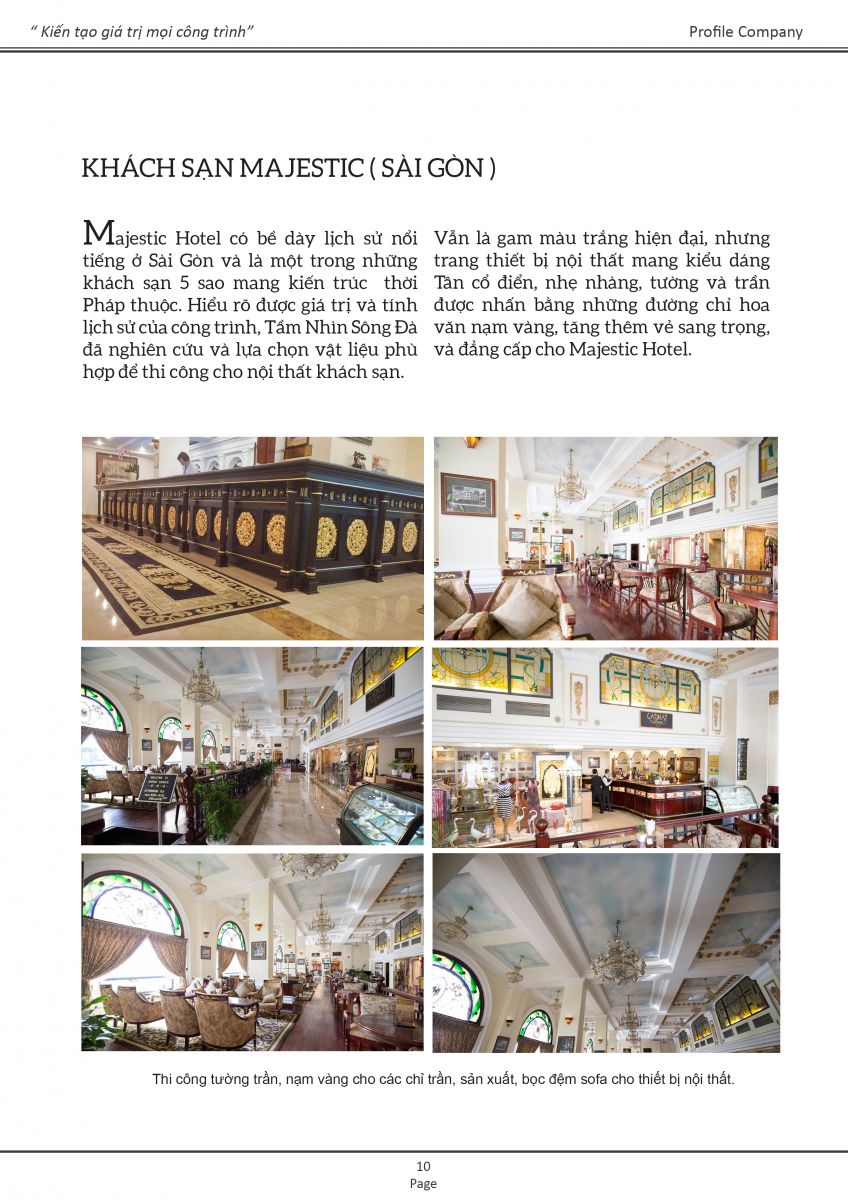 “ Kiến tạo giá trị mọi công trình”
Profile Company
KHÁCH SẠN MAJESTIC ( SÀI GÒN )
Majestic Hotel có bề dày lịch sử nổi
tiếng ở Sài Gòn và là một trong những
khách sạn 5 sao mang kiến trúc thời
Pháp thuộc. Hiểu rõ được giá trị và tính
lịch sử của công trình, Tầm Nhìn Sông Đà
đã nghiên cứu và lựa chọn vật liệu phù
hợp để thi công cho nội thất khách sạn.
Vẫn là gam màu trắng hiện đại, nhưng
trang thiết bị nội thất mang kiểu dáng
Tân cổ điển, nhẹ nhàng, tường và trần
được nhấn bằng những đường chỉ hoa
văn nạm vàng, tăng thêm vẻ sang trọng,
và đẳng cấp cho Majestic Hotel.
CATINAT
Thi công tường trần, nạm vàng cho các chỉ trần, sản xuất, bọc đệm sofa cho thiết bị nội thất.
10
Page